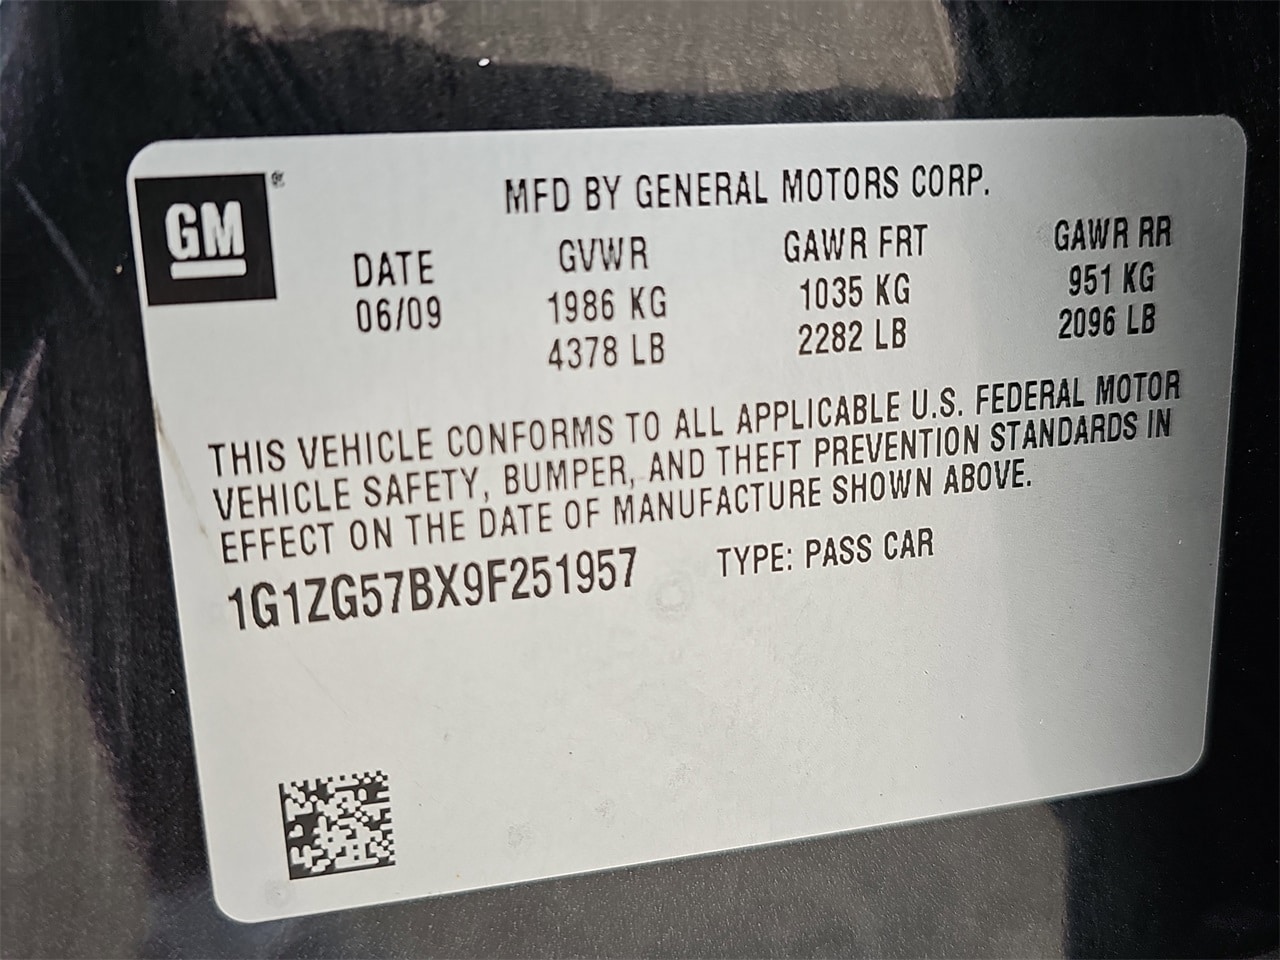 GM ®
MFD BY GENERAL MOTORS CORP.
DATE GVWR GAWR FRT GAWR RR
06/09 1986 KG 1035 KG 951 KG
4378 LB 2282 LB 2096 LB
THIS VEHICLE CONFORMS TO ALL APPLICABLE U.S. FEDERAL MOTOR
VEHICLE SAFETY, BUMPER, AND THEFT PREVENTION STANDARDS IN
EFFECT ON THE DATE OF MANUFACTURE SHOWN ABOVE.
1G1ZG57BX9F251957 TYPE: PASS CAR